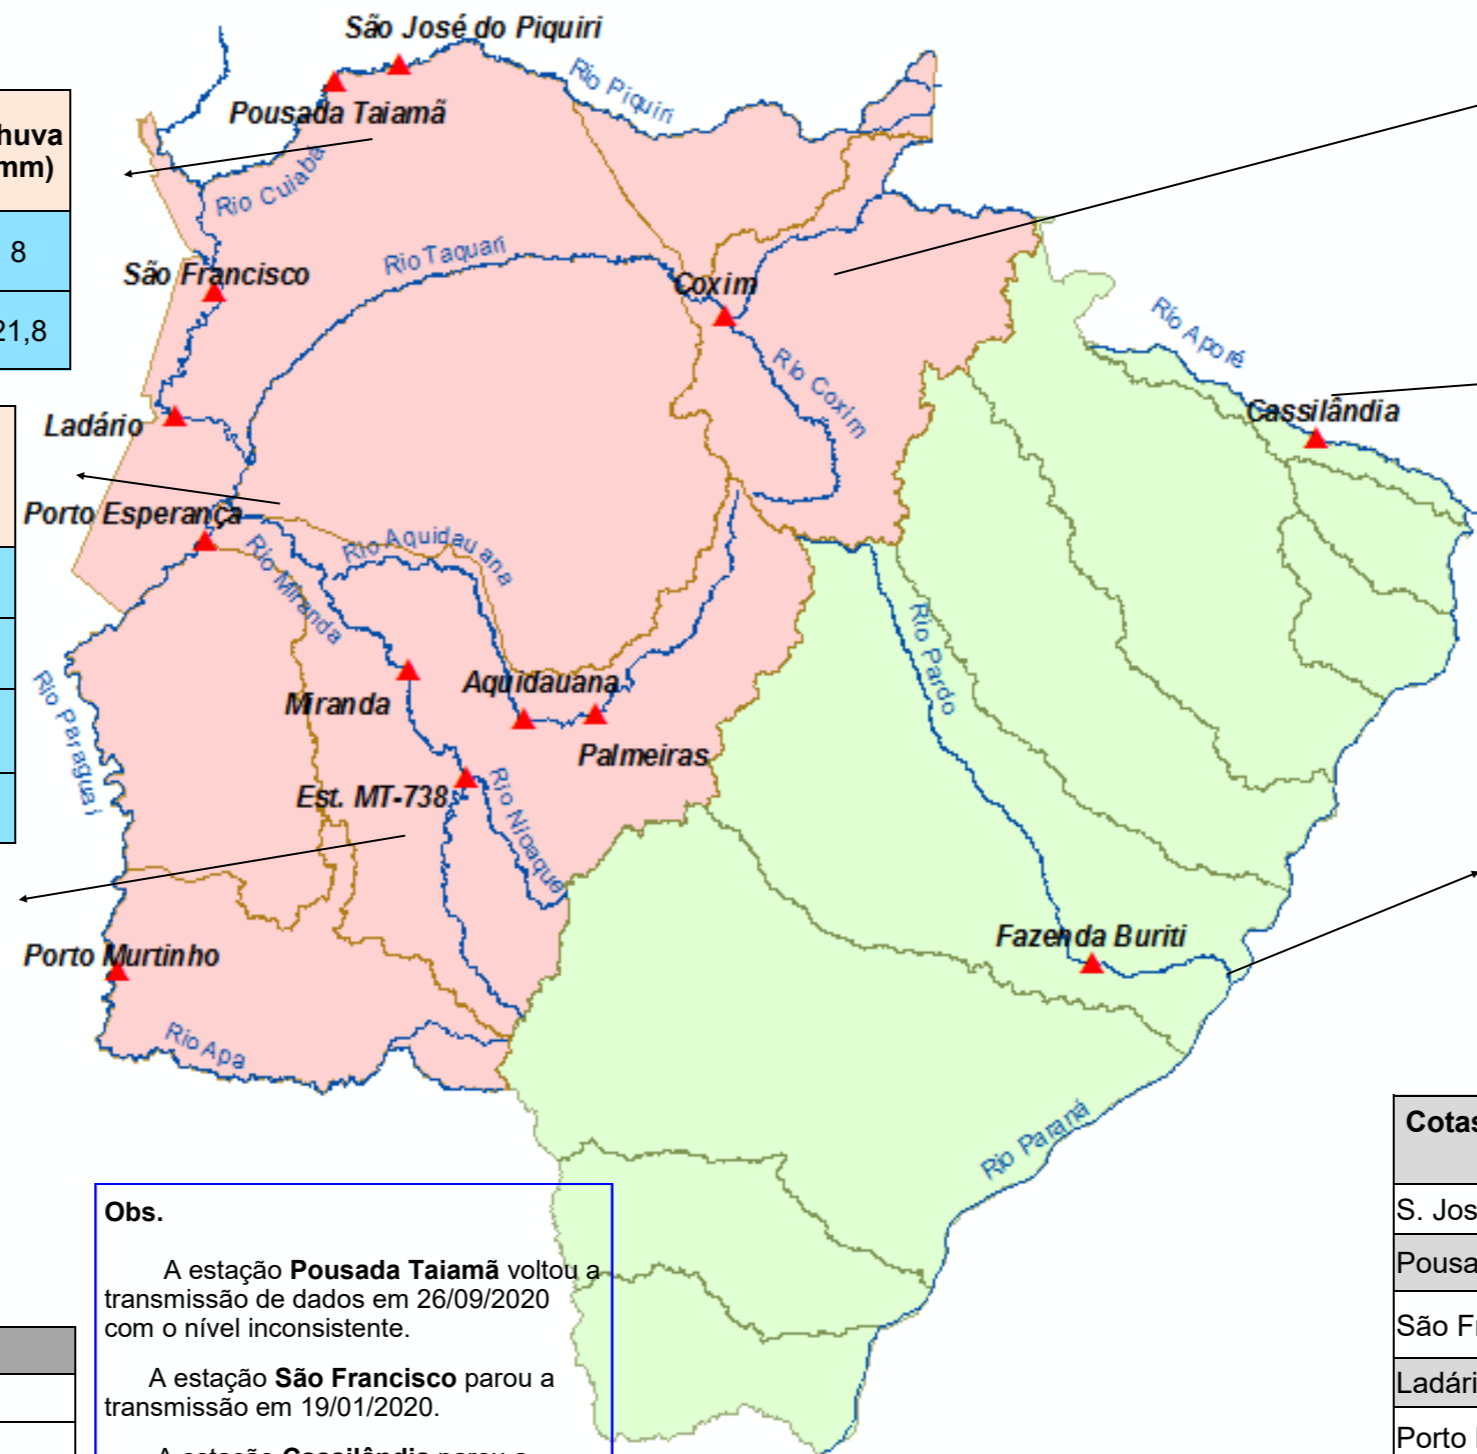 São José do Piquiri
Rio Piquiri
Pousada Taiamã
huva
mm)
Rio Cuiabá
8
21,8
São Francisco
Rio Taquari
Coxim
Rio Aporé
Rio Coxim
Cassilândia
Ladário
Porto Esperança
Rio Aquidauana
Rio Miranda
Rio Pardo
Rio Paraguai
Miranda
Aquidauana
Palmeiras
Est. MT-738
Rio Nioaque
Fazenda Buriti
Porto Murtinho
Rio Apa
Rio Paraná
Obs.
A estação Pousada Taiamã voltou a
transmissão de dados em 26/09/2020
com o nível inconsistente.
A estação São Francisco parou a
transmissão em 19/01/2020.
A estação Cassilândia parou a
Cotas
S. Jos
Pousa
São Fr
Ladári
Porto